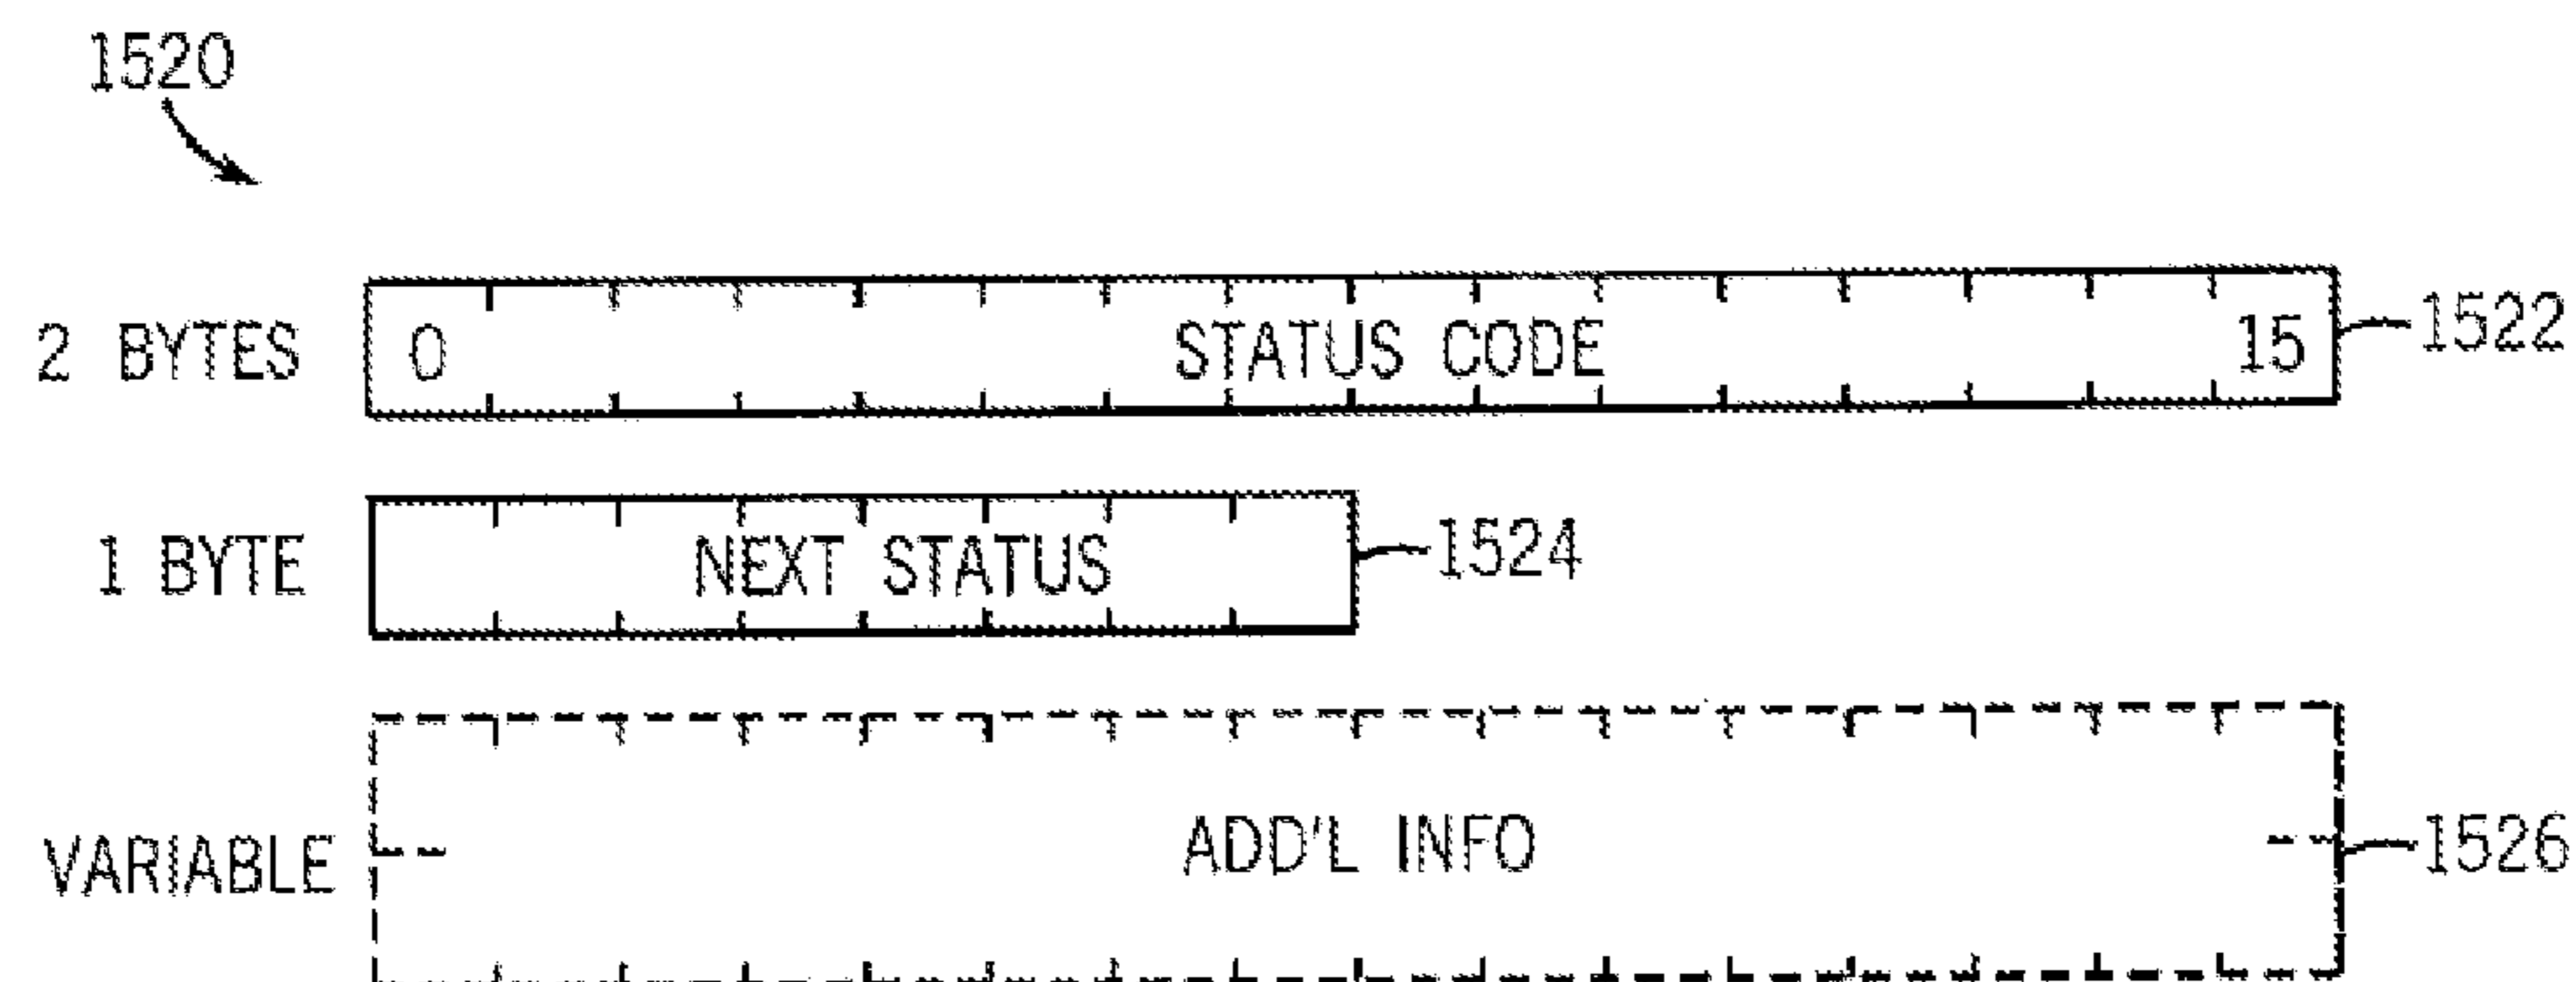 1520
2 BYTES 0 STATUS CODE 15 1522
1 BYTE NEXT STATUS 1524
VARIABLE ADD'L INFO 1526